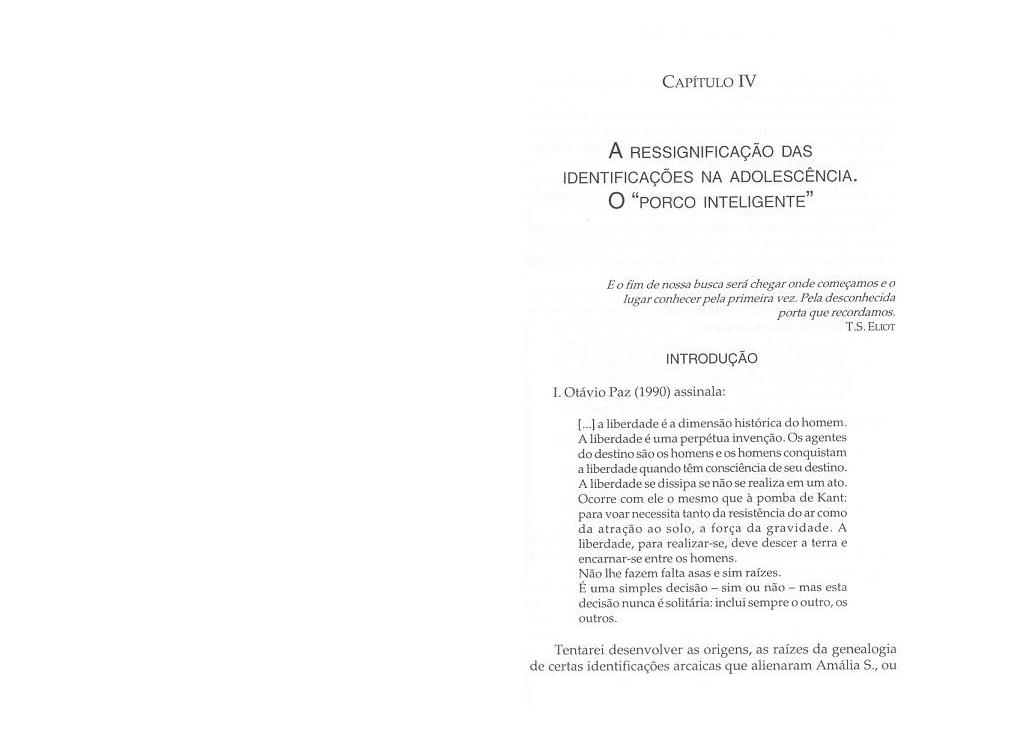 CAPÍTULO IV
A RESSIGNIFICAÇÃO DAS
IDENTIFICAÇÕES NA ADOLESCÊNCIA.
O “PORCO INTELIGENTE”
E o fim de nossa busca será chegar onde começamos e o
lugar conhecer pela primeira vez. Pela desconhecida
porta que recordamos.
T.S. ELIOT
INTRODUÇÃO
I. Otávio Paz (1990) assinala:
[...] a liberdade é a dimensão histórica do homem.
A liberdade é uma perpétua invenção. Os agentes
do destino são os homens e os homens conquistam
a liberdade quando têm consciência de seu destino.
A liberdade se dissipa se não se realiza em um ato.
Ocorre com ele o mesmo que à pomba de Kant:
para voar necessita tanto da resistência do ar como
da atração ao solo, a força da gravidade. A
liberdade, para realizar-se, deve descer a terra e
encarnar-se entre os homens.
Não lhe fazem falta asas e sim raízes.
É uma simples decisão – sim ou não – mas esta
decisão nunca é solitária: inclui sempre o outro, os
outros.
Tentarei desenvolver as origens, as raízes da genealogia
de certas identificações arcaicas que alienaram Amália S., ou